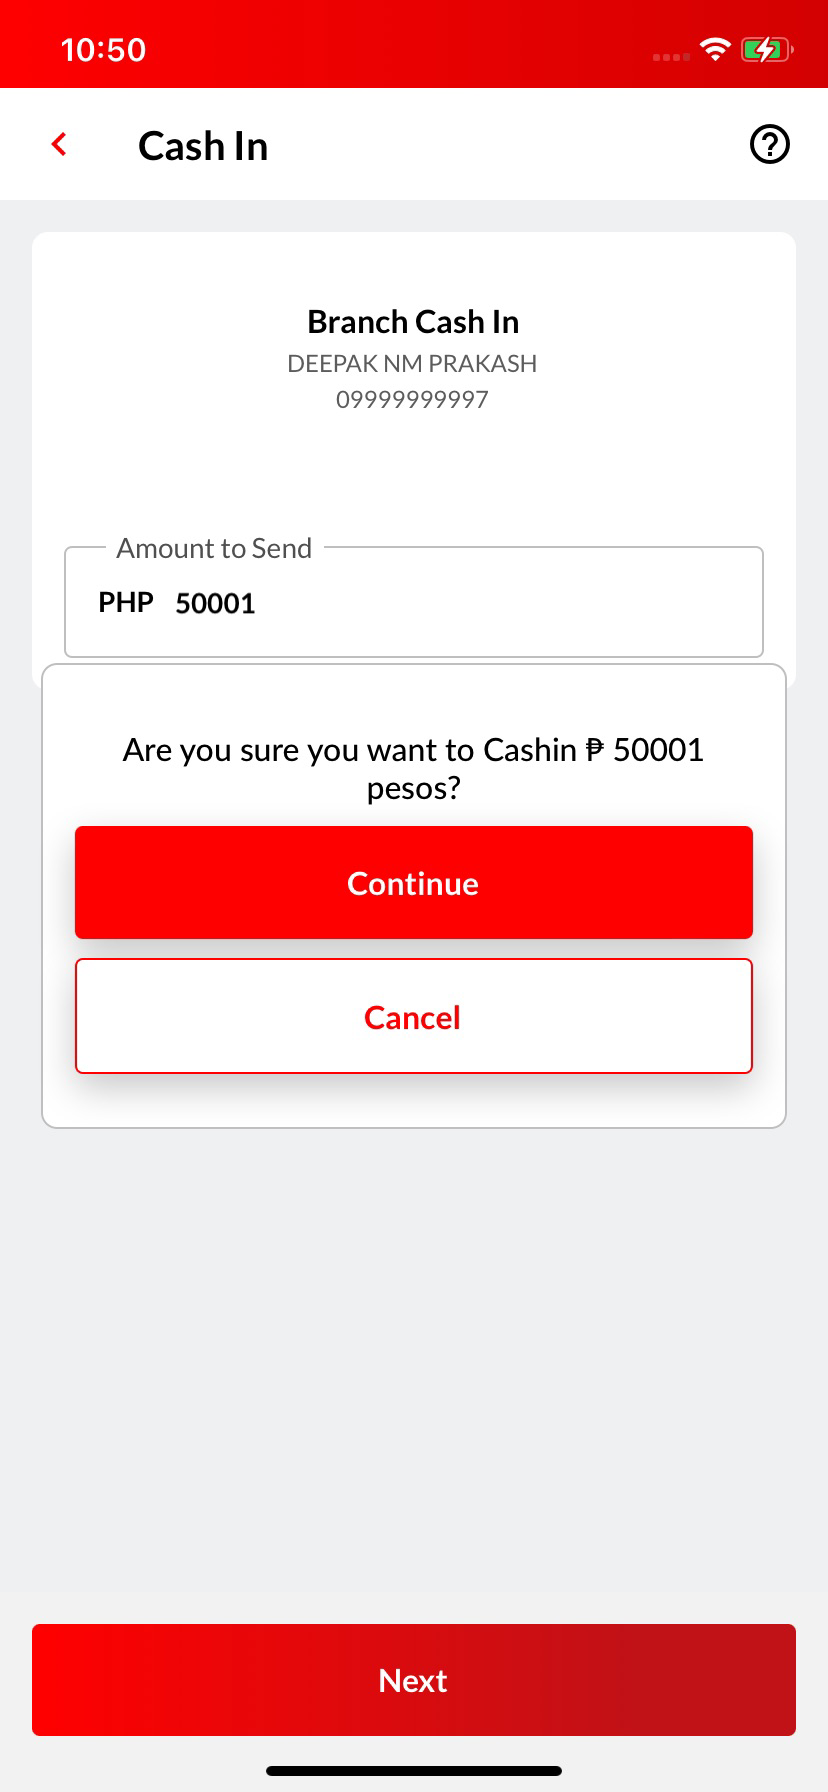 10:50
Cash In
Branch Cash In
DEEPAK NM PRAKASH
09999999997
Amount to Send
PHP 50001
Are you sure you want to Cashin ₱ 50001
pesos?
Continue
Cancel
Next